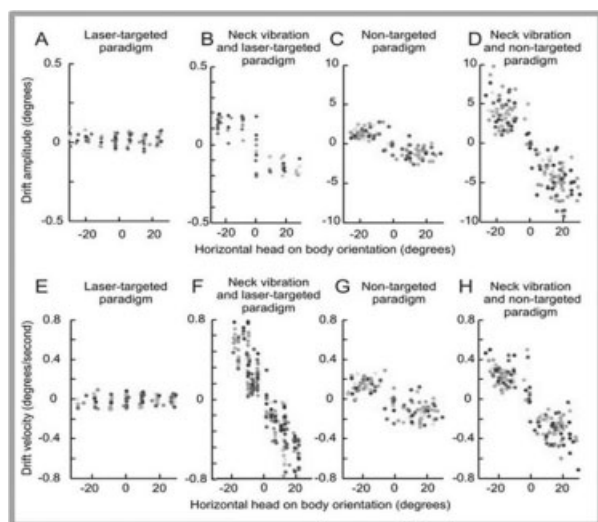 A
Laser-targeted
paradigm
B
Neck vibration
and laser-targeted
paradigm
C
Non-targeted
paradigm
D
Neck vibration
and non-targeted
paradigm
Drift amplitude (degrees)
0.5
0
-0.5
-20 0 20
0.5
0
-0.5
-20 0 20
10
5
0
-5
10
-20 0 20
10
5
0
-5
10
-20 0 20
Horizontal head on body orientation (degrees)
E
Laser-targeted
paradigm
F
Neck vibration
and laser-targeted
paradigm
G
Non-targeted
paradigm
H
Neck vibration
and non-targeted
paradigm
Drift velocity (degrees/second)
0.8
0.4
0
-0.4
-0.8
-20 0 20
0.8
0.4
0
-0.4
-0.8
-20 0 20
0.8
0.4
0
-0.4
-0.8
-20 0 20
0.8
0.4
0
-0.4
-0.8
-20 0 20
Horizontal head on body orientation (degrees)